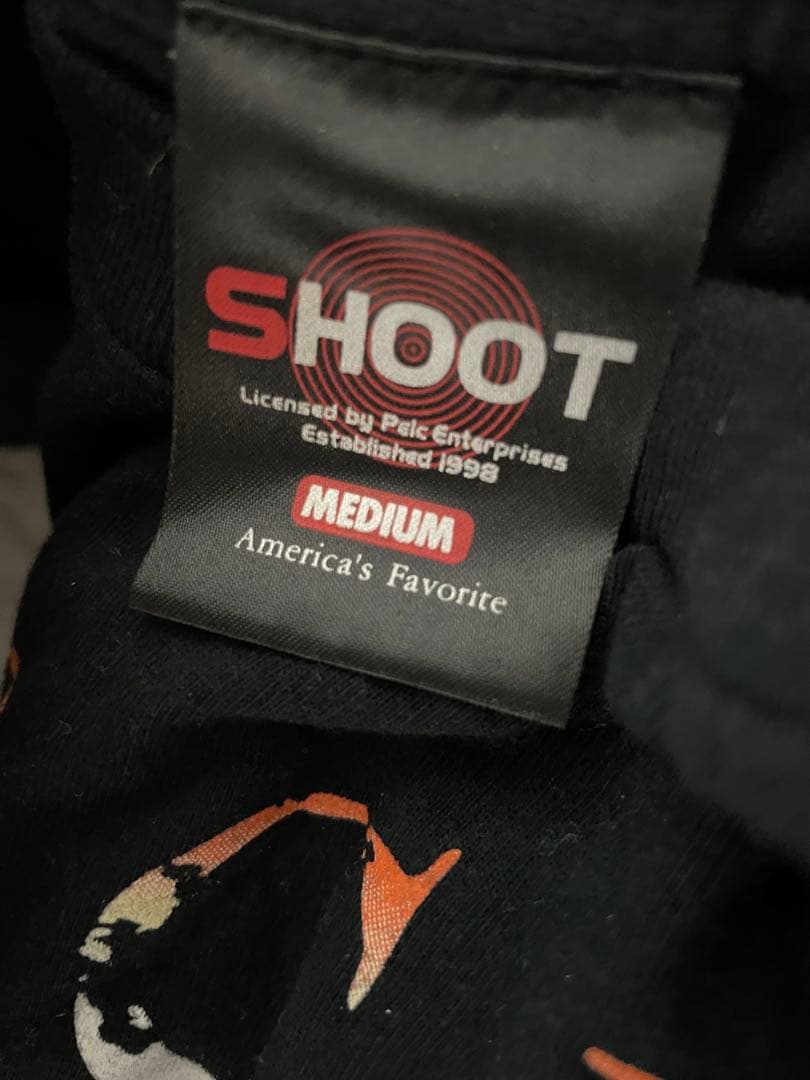 SHOOT
Licensed by Pelc Enterprises
Established 1998
MEDIUM
America's Favorite